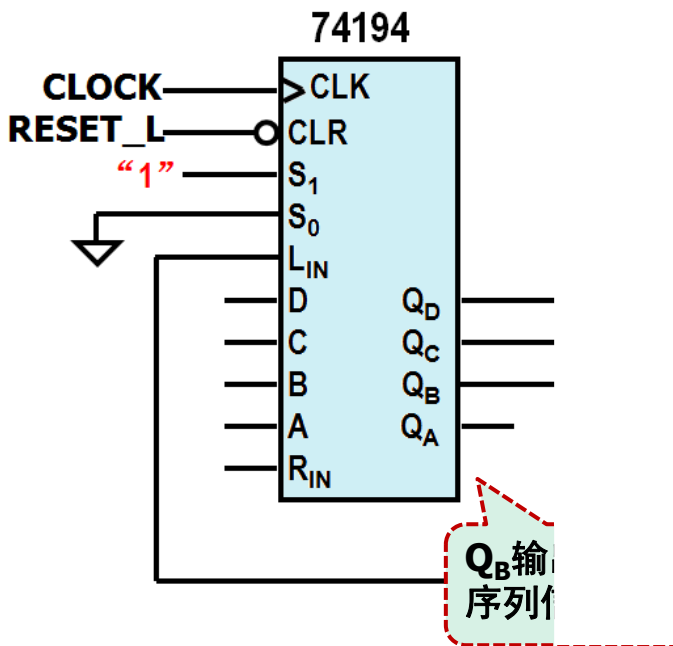 74194
CLOCK
CLK
RESET_L
CLR
“1”
S1
S0
LIN
D
QD
C
QC
B
QB
A
QA
RIN
QB输
序列